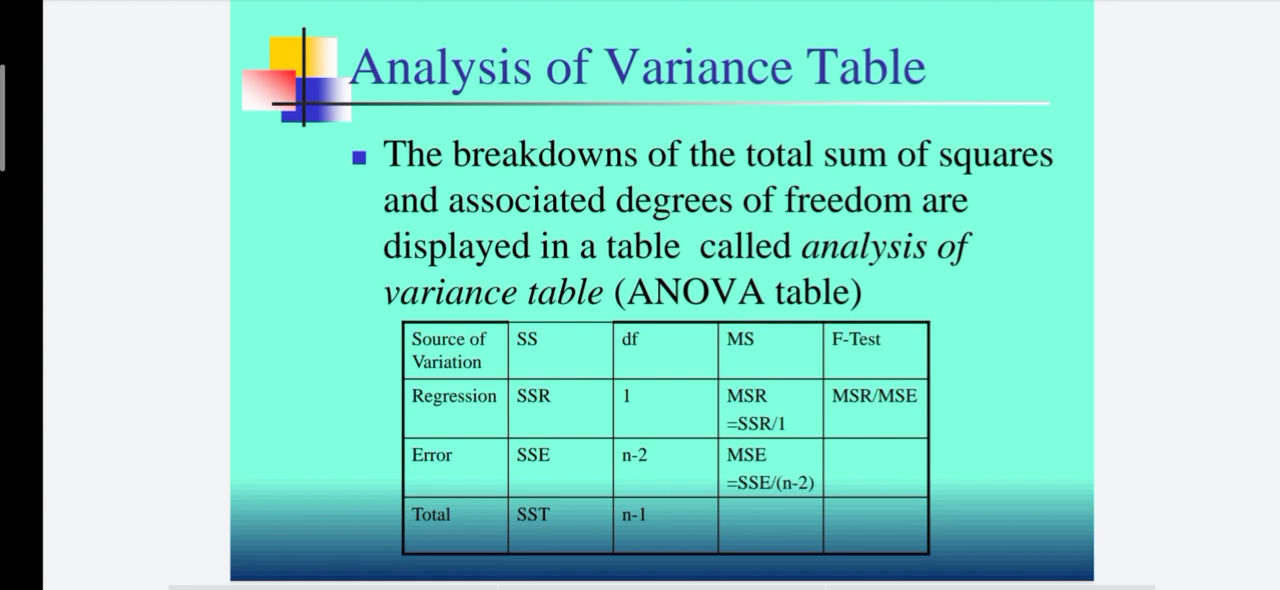 Analysis of Variance Table
The breakdowns of the total sum of squares
and associated degrees of freedom are
displayed in a table called analysis of
variance table (ANOVA table)
Source of Variation SS df MS F-Test
Regression SSR 1 MSR =SSR/1 MSR/MSE
Error SSE n-2 MSE =SSE/(n-2)
Total SST n-1